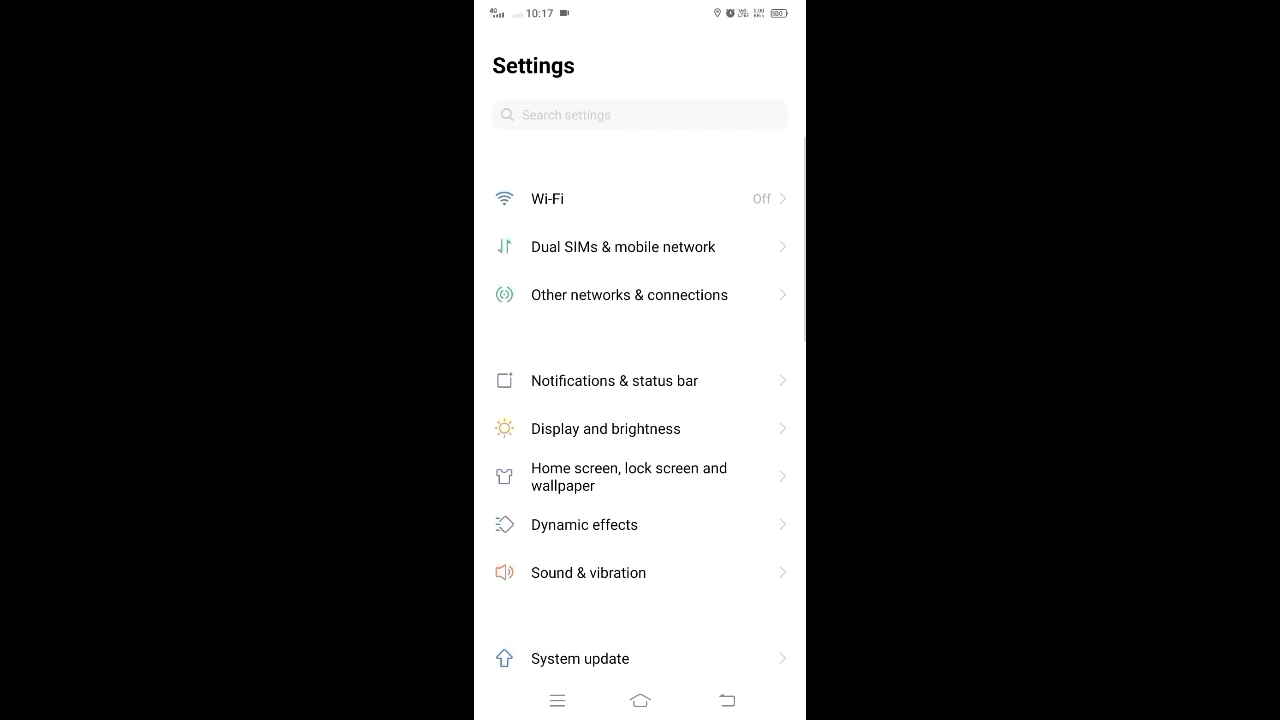 4G 10:17
Settings
Search settings
Wi-Fi Off
Dual SIMs & mobile network
Other networks & connections
Notifications & status bar
Display and brightness
Home screen, lock screen and
wallpaper
Dynamic effects
Sound & vibration
System update